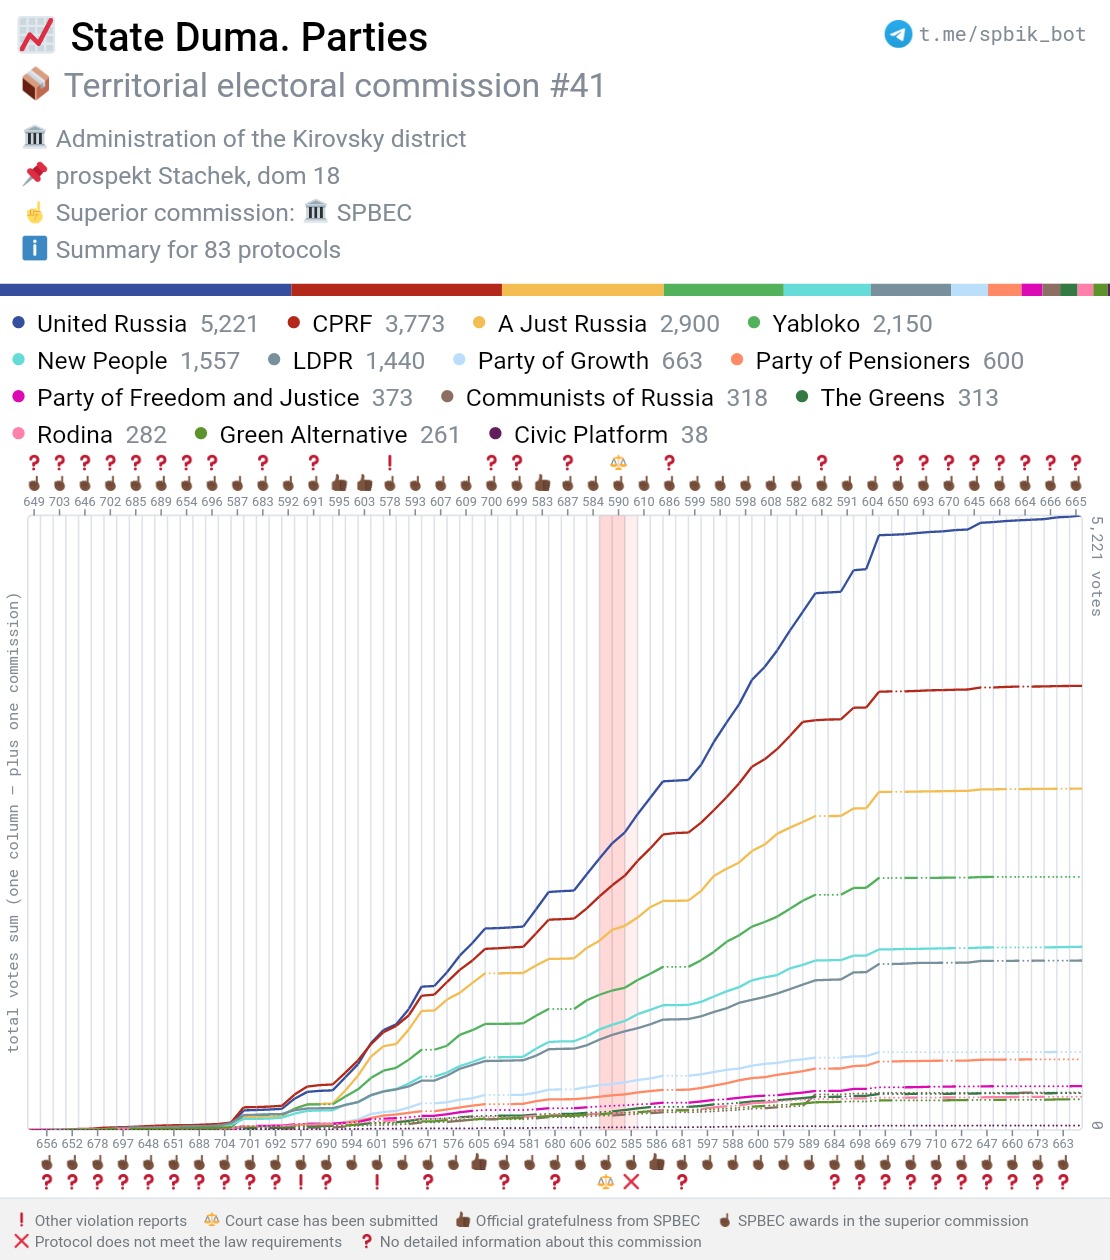 State Duma. Parties
t.me/spbik_bot
Territorial electoral commission #41
Administration of the Kirovsky district
prospekt Stachek, dom 18
Superior commission: SPBEC
Summary for 83 protocols
United Russia 5,221 CPRF 3,773 A Just Russia 2,900 Yabloko 2,150
New People 1,557 LDPR 1,440 Party of Growth 663 Party of Pensioners 600
Party of Freedom and Justice 373 Communists of Russia 318 The Greens 313
Rodina 282 Green Alternative 261 Civic Platform 38
649 703 646 702 685 689 654 696 587 683 592 691 595 603 578 593 607 609 700 699 583 687 584 590 610 686 599 580 598 608 582 682 591 604 650 693 670 645 668 664 666 665
5,221 votes
total votes sum (one column – plus one commission)
0
656 652 678 697 648 651 688 704 701 692 577 690 594 601 596 671 576 605 694 581 680 606 602 585 586 681 597 588 600 579 589 684 698 669 679 710 672 647 660 673 663
Other violation reports Court case has been submitted Official gratefulness from SPBEC SPBEC awards in the superior commission
Protocol does not meet the law requirements No detailed information about this commission